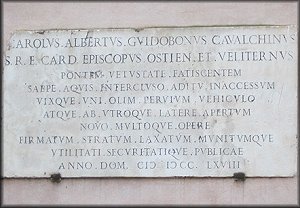 CAROLVS ALBERTVS GVIDOBONVS CAVALCHINVS
S. R. E. CARD. EPISCOPVS OSTIEN. ET VELITERNVS
PONTEM VETVSTATE FATISCENTEM
SAEPE AQVIS INTERCLVSO ADITV INACCESSVM
VIXQVE VNI OLIM PERVIVM VEHICVLO
ATQVE AB VTROQVE LATERE APERTVM
NOVO MVLTOQVE OPERE
FIRMATVM STRATVM LAXATVM MVNITVMQVE
VTILITATI SECVRITATIQVE PVBLICAE
ANNO DOM. CIↃ IↃCC LXVIII